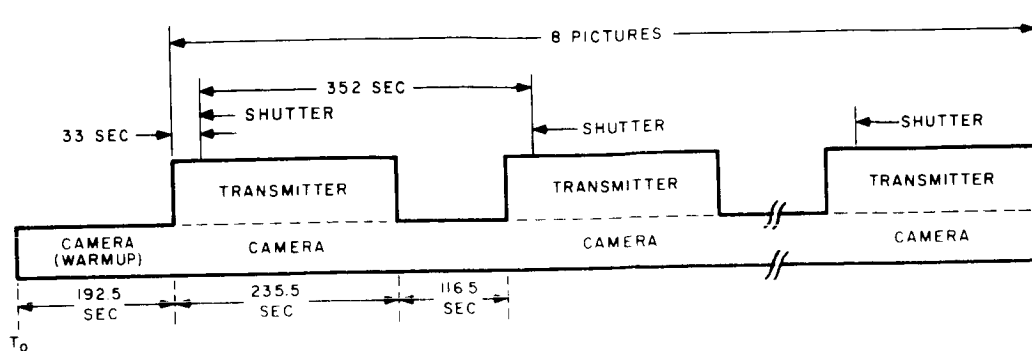 8 PICTURES
352 SEC
SHUTTER
33 SEC
SHUTTER
SHUTTER
TRANSMITTER
TRANSMITTER
TRANSMITTER
CAMERA
(WARMUP)
CAMERA
CAMERA
CAMERA
192.5
SEC
235.5
SEC
116.5
SEC
T₀